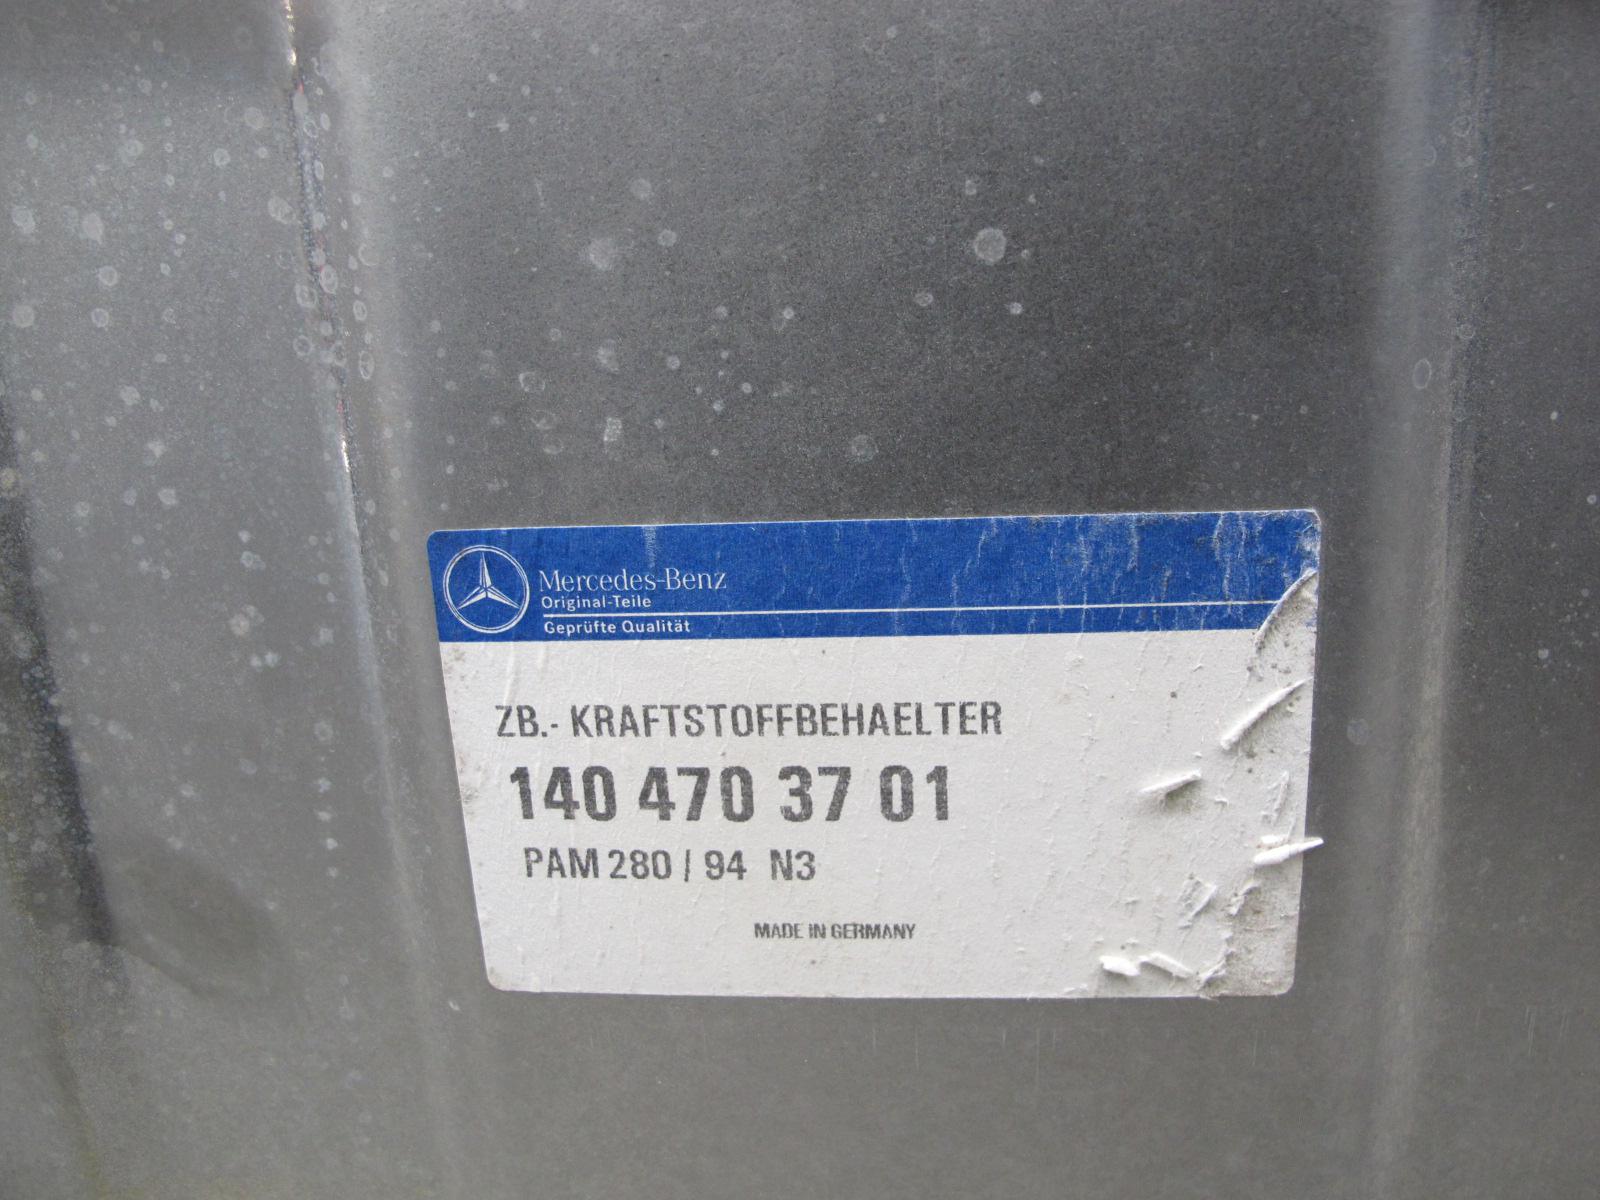 Mercedes-Benz
Original-Teile
Geprüfte Qualität
ZB.- KRAFTSTOFFBEHAELTER
140 470 37 01
PAM 280 / 94 N3
MADE IN GERMANY